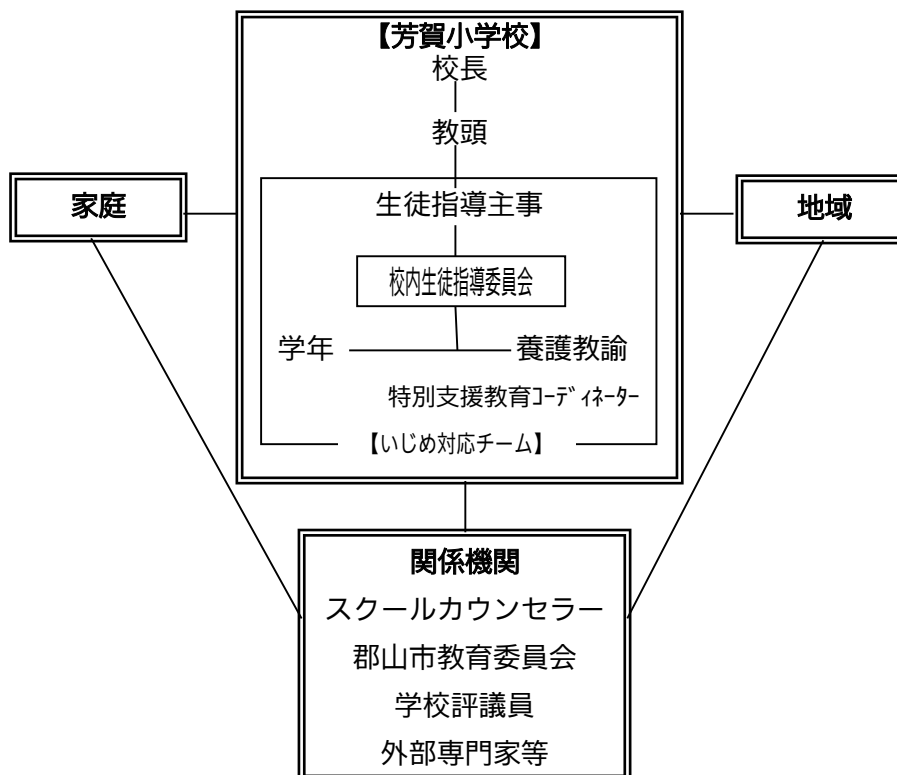 【芳賀小学校】
校長
教頭
家庭
生徒指導主事
地域
校内生徒指導委員会
学年
養護教諭
特別支援教育ｺｰﾃﾞｨﾈｰﾀｰ
【いじめ対応チーム】
関係機関
スクールカウンセラー
郡山市教育委員会
学校評議員
外部専門家等